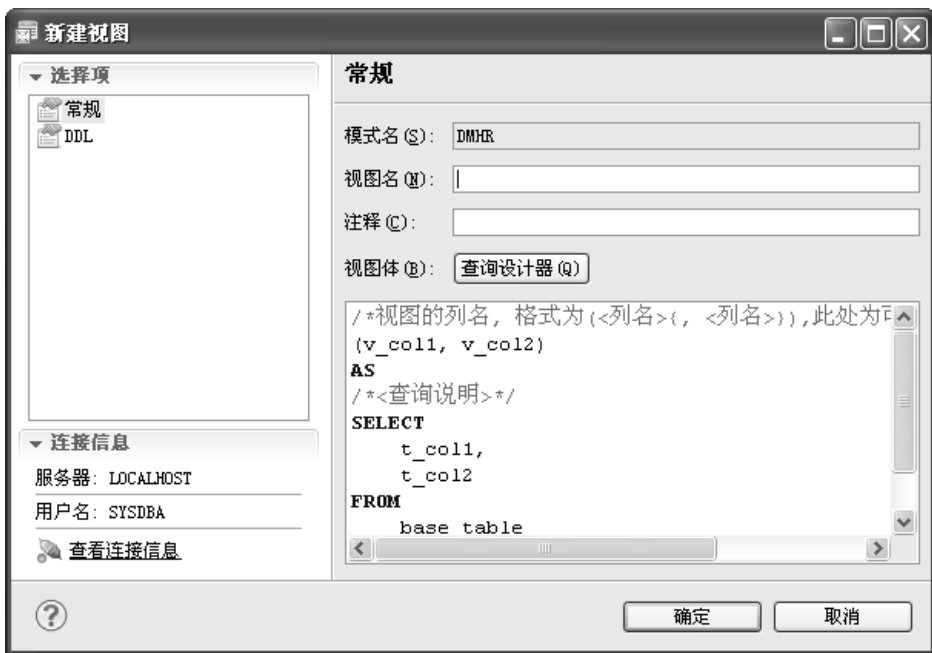 新建视图
选择项
常规
DDL
连接信息
服务器: LOCALHOST
用户名: SYSDBA
查看连接信息
常规
模式名(S): DMHR
视图名(N):
注释(C):
视图体(B): 查询设计器(Q)
/*视图的列名, 格式为(<列名>{, <列名>}),此处为可
(v_col1, v_col2)
AS
/*<查询说明>*/
SELECT
t_col1,
t_col2
FROM
base_table
确定 取消